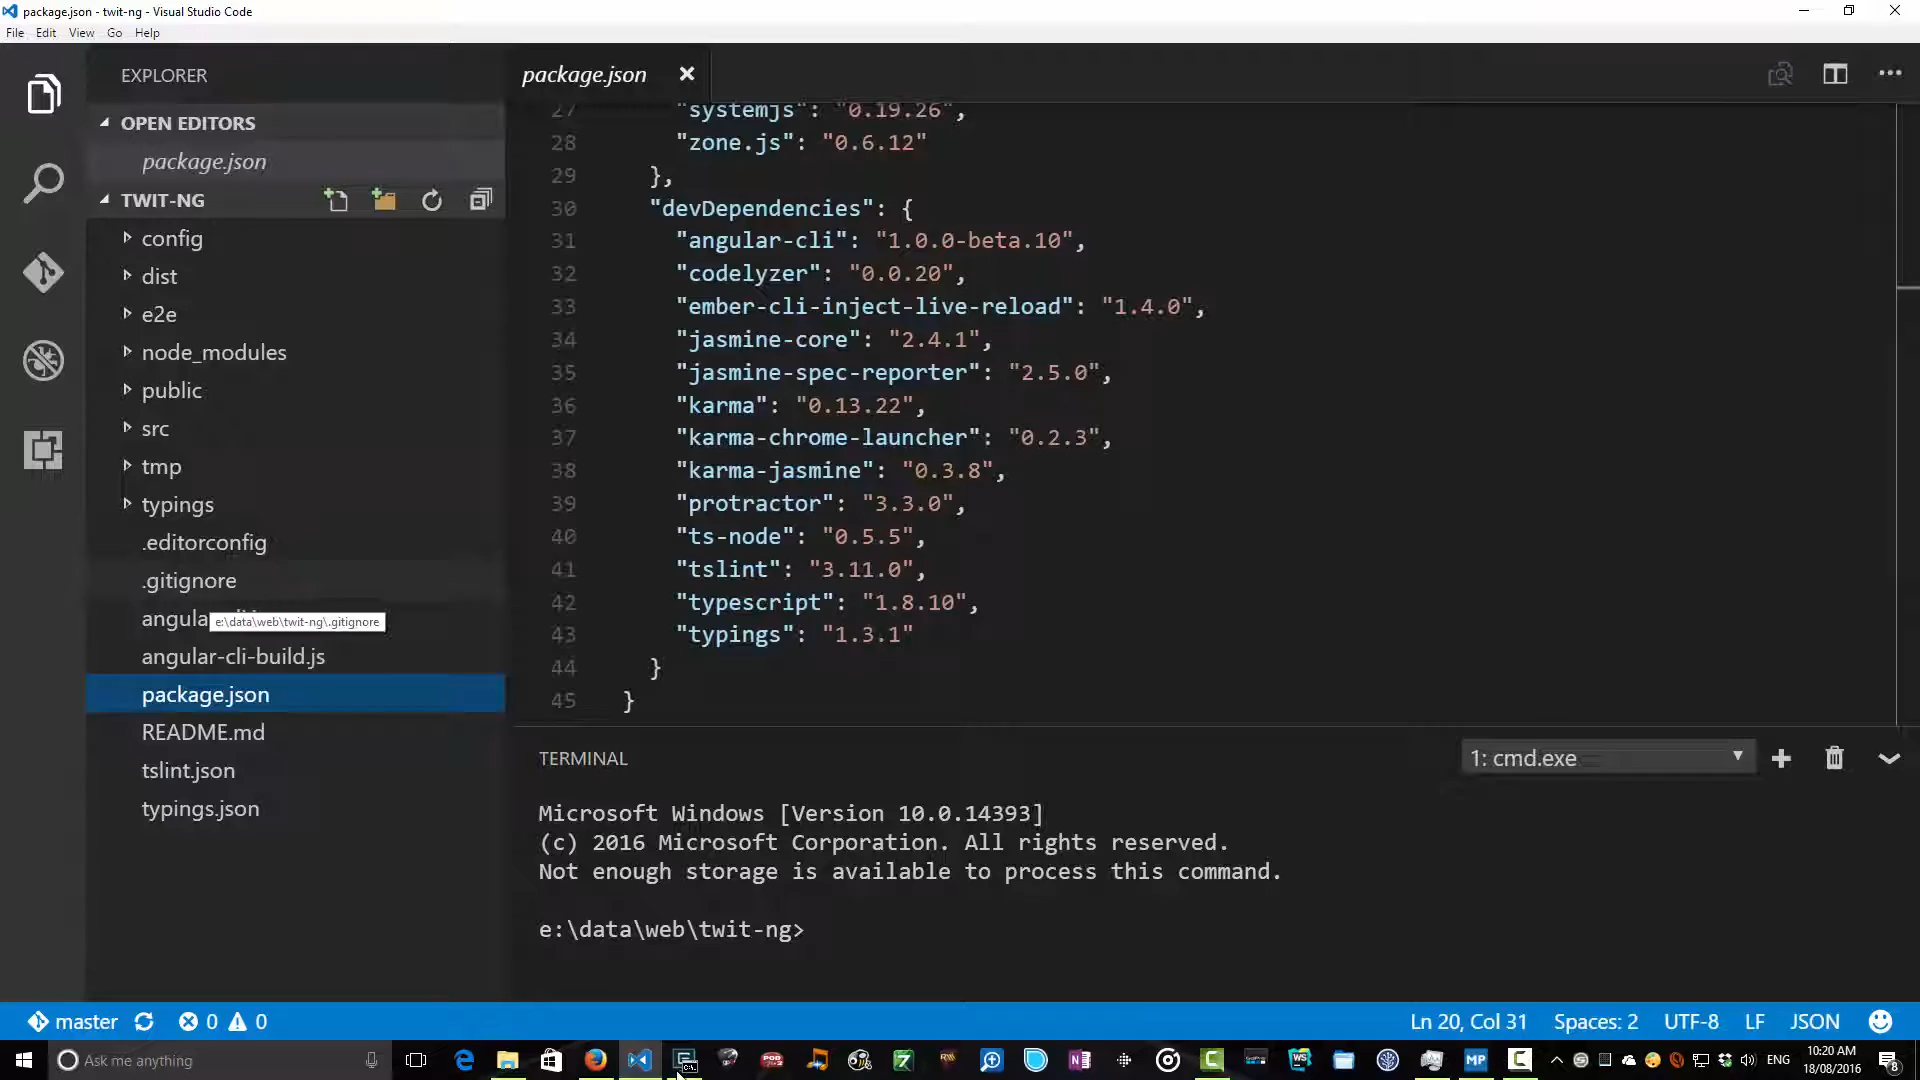 package.json - twit-ng - Visual Studio Code
File Edit View Go Help
EXPLORER
OPEN EDITORS
package.json
TWIT-NG
config
dist
e2e
node_modules
public
src
tmp
typings
.editorconfig
.gitignore
angula
e:\data\web\twit-ng\.gitignore
angular-cli-build.js
package.json
README.md
tslint.json
typings.json
package.json
27 "systemjs": "0.19.26",
28 "zone.js": "0.6.12"
29 },
30 "devDependencies": {
31 "angular-cli": "1.0.0-beta.10",
32 "codelyzer": "0.0.20",
33 "ember-cli-inject-live-reload": "1.4.0",
34 "jasmine-core": "2.4.1",
35 "jasmine-spec-reporter": "2.5.0",
36 "karma": "0.13.22",
37 "karma-chrome-launcher": "0.2.3",
38 "karma-jasmine": "0.3.8",
39 "protractor": "3.3.0",
40 "ts-node": "0.5.5",
41 "tslint": "3.11.0",
42 "typescript": "1.8.10",
43 "typings": "1.3.1"
44 }
45 }
TERMINAL
1: cmd.exe
Microsoft Windows [Version 10.0.14393]
(c) 2016 Microsoft Corporation. All rights reserved.
Not enough storage is available to process this command.
e:\data\web\twit-ng>
master 0 0
Ln 20, Col 31 Spaces: 2 UTF-8 LF JSON
Ask me anything
ENG
10:20 AM
18/08/2016
8